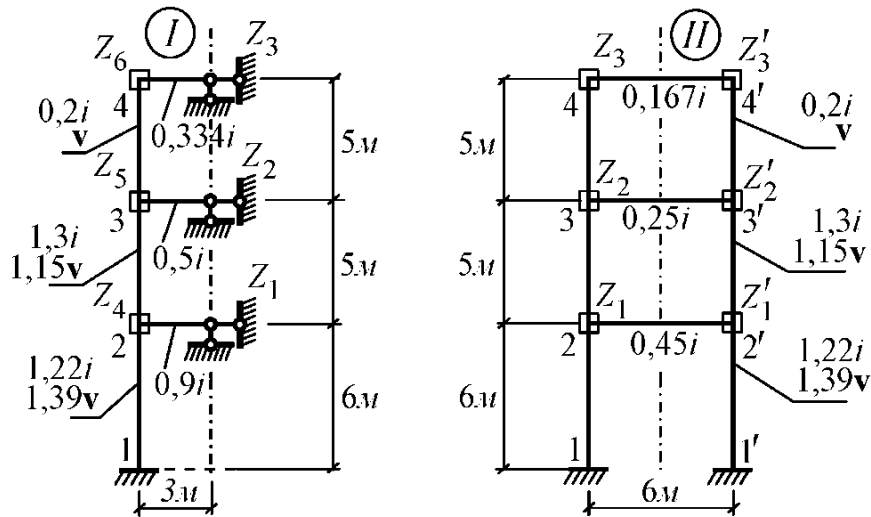 I
Z₆
Z₃
4
0,2i
v
0,334i
5м
Z₅
Z₂
3
1,3i
1,15v
0,5i
5м
Z₄
Z₁
2
1,22i
1,39v
0,9i
6м
1
3м
II
Z₃
Z₃′
4
0,167i
4′
0,2i
v
5м
Z₂
Z₂′
3
0,25i
3′
1,3i
1,15v
5м
Z₁
Z₁′
2
0,45i
2′
1,22i
1,39v
6м
1
1′
6м